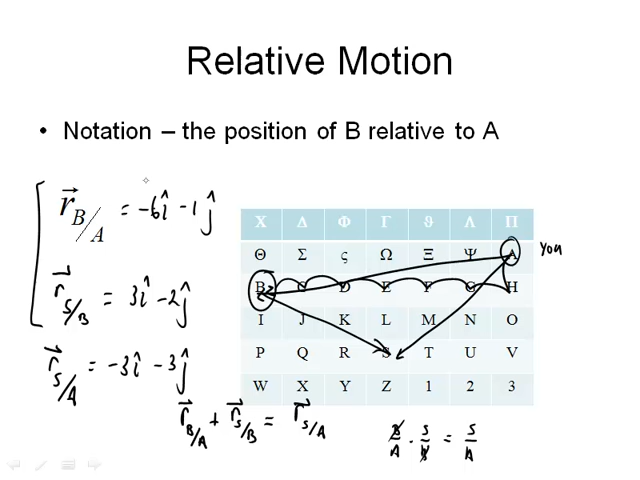 Relative Motion
• Notation – the position of B relative to A
r⃗ B/A = -6î - 1ĵ
r⃗ S/B = 3î - 2ĵ
r⃗ S/A = -3î - 3ĵ
Χ Δ Φ Γ ϑ Λ Π
Θ Σ ς Ω Ξ Ψ A You
B C D E F G H
I J K L M N O
P Q R S T U V
W X Y Z 1 2 3
r⃗ B/A + r⃗ S/B = r⃗ S/A
B/A · S/B = S/A